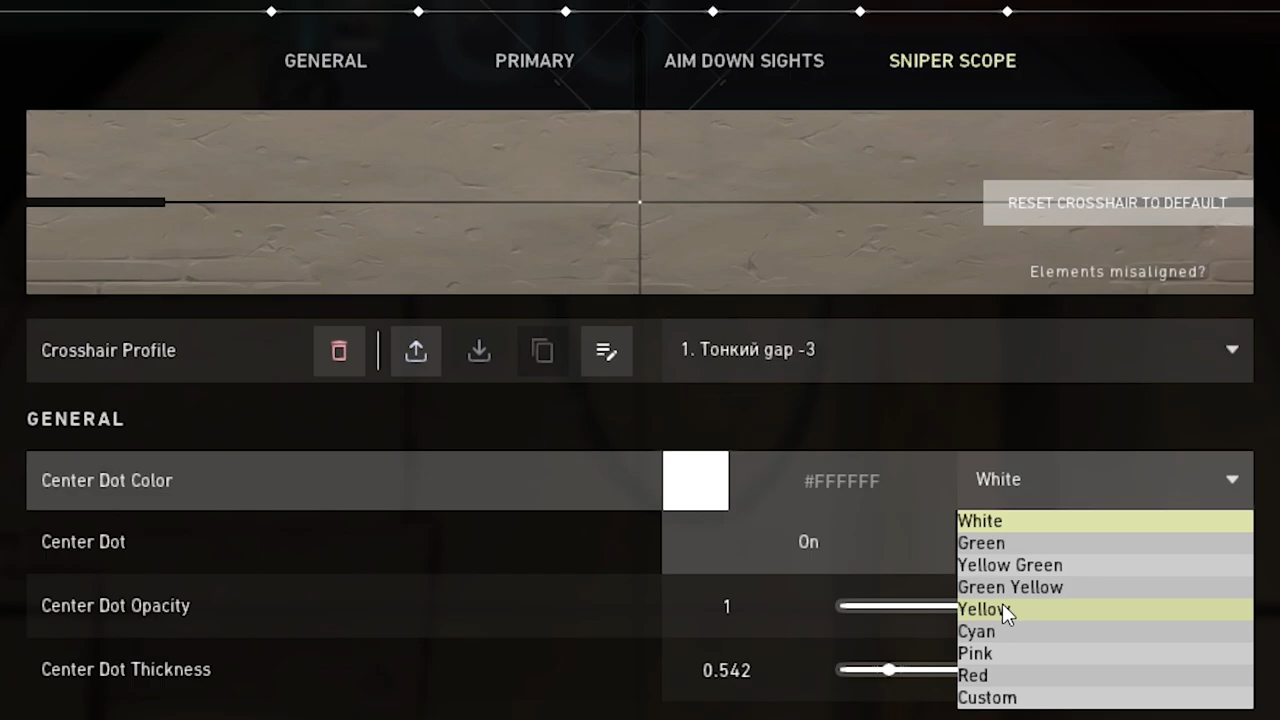 GENERAL PRIMARY AIM DOWN SIGHTS SNIPER SCOPE
RESET CROSSHAIR TO DEFAULT
Elements misaligned?
Crosshair Profile 1. Тонкий gap -3
GENERAL
Center Dot Color #FFFFFF White
White
Center Dot On
Green
Yellow Green
Green Yellow
Center Dot Opacity 1
Yellow
Cyan
Pink
Center Dot Thickness 0.542
Red
Custom